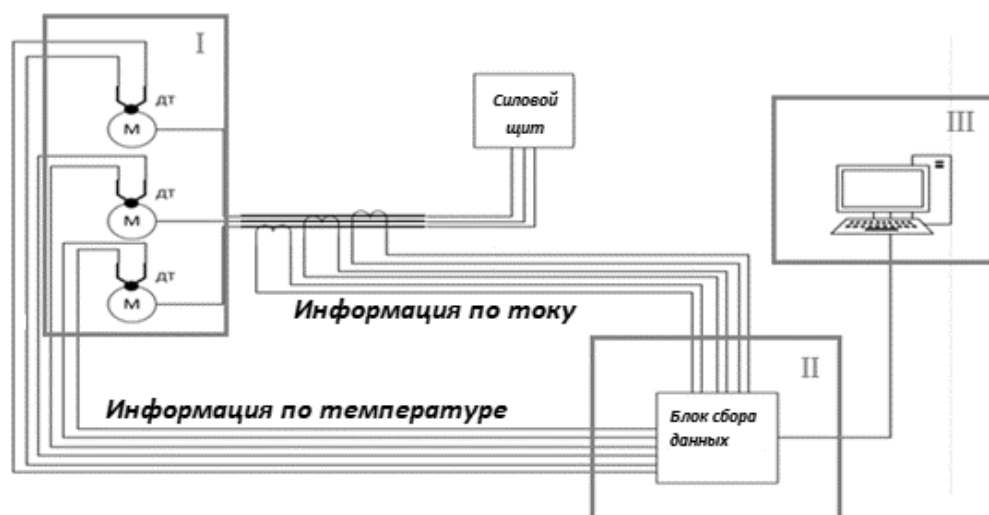 I
дт
М
дт
М
дт
М
Силовой
щит
III
Информация по току
II
Информация по температуре
Блок сбора
данных